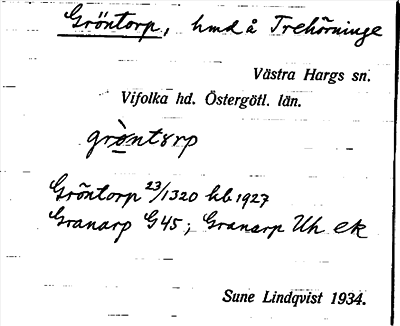 Gröntorp, hmd å Trehörninge
Västra Hargs sn.
Vifolka hd. Östergötl. län.
gròntorp
Gröntorp 23/1320 hb 1927
Granarp G45; Granarp Uh ek
Sune Lindqvist 1934.